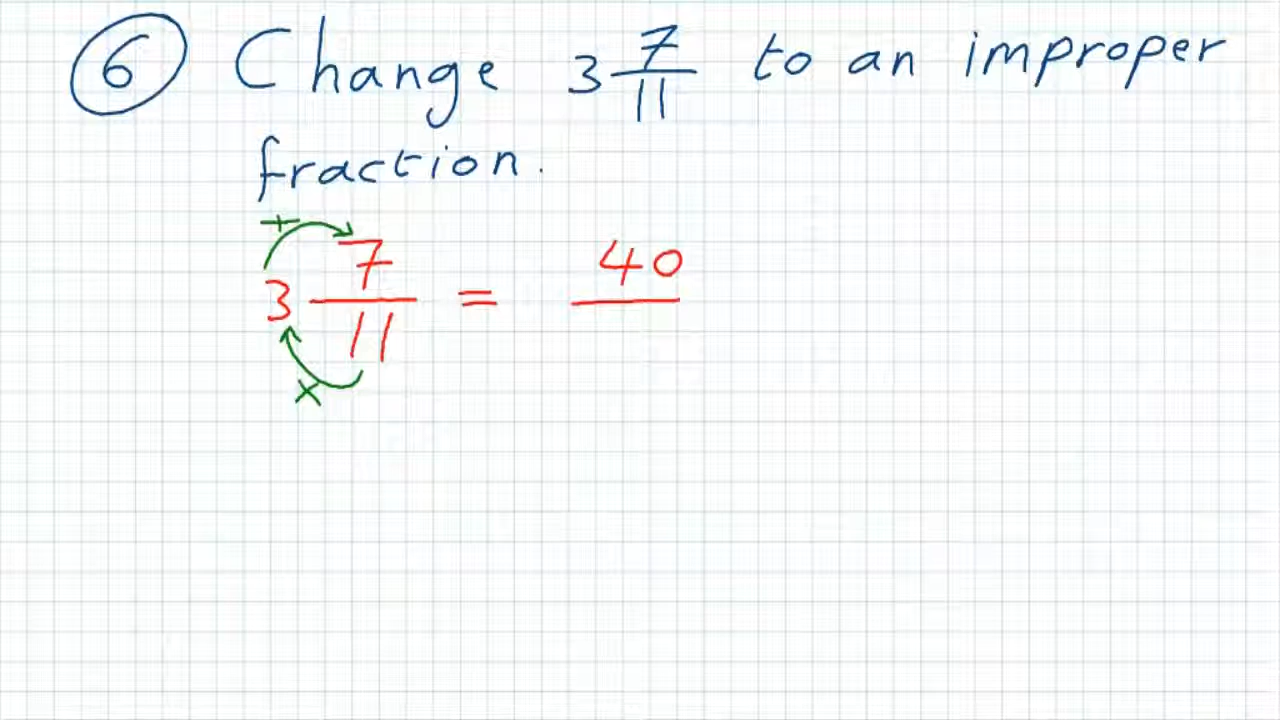 6 Change 3 7/11 to an improper
fraction.
+
3 7/11 = 40/
×